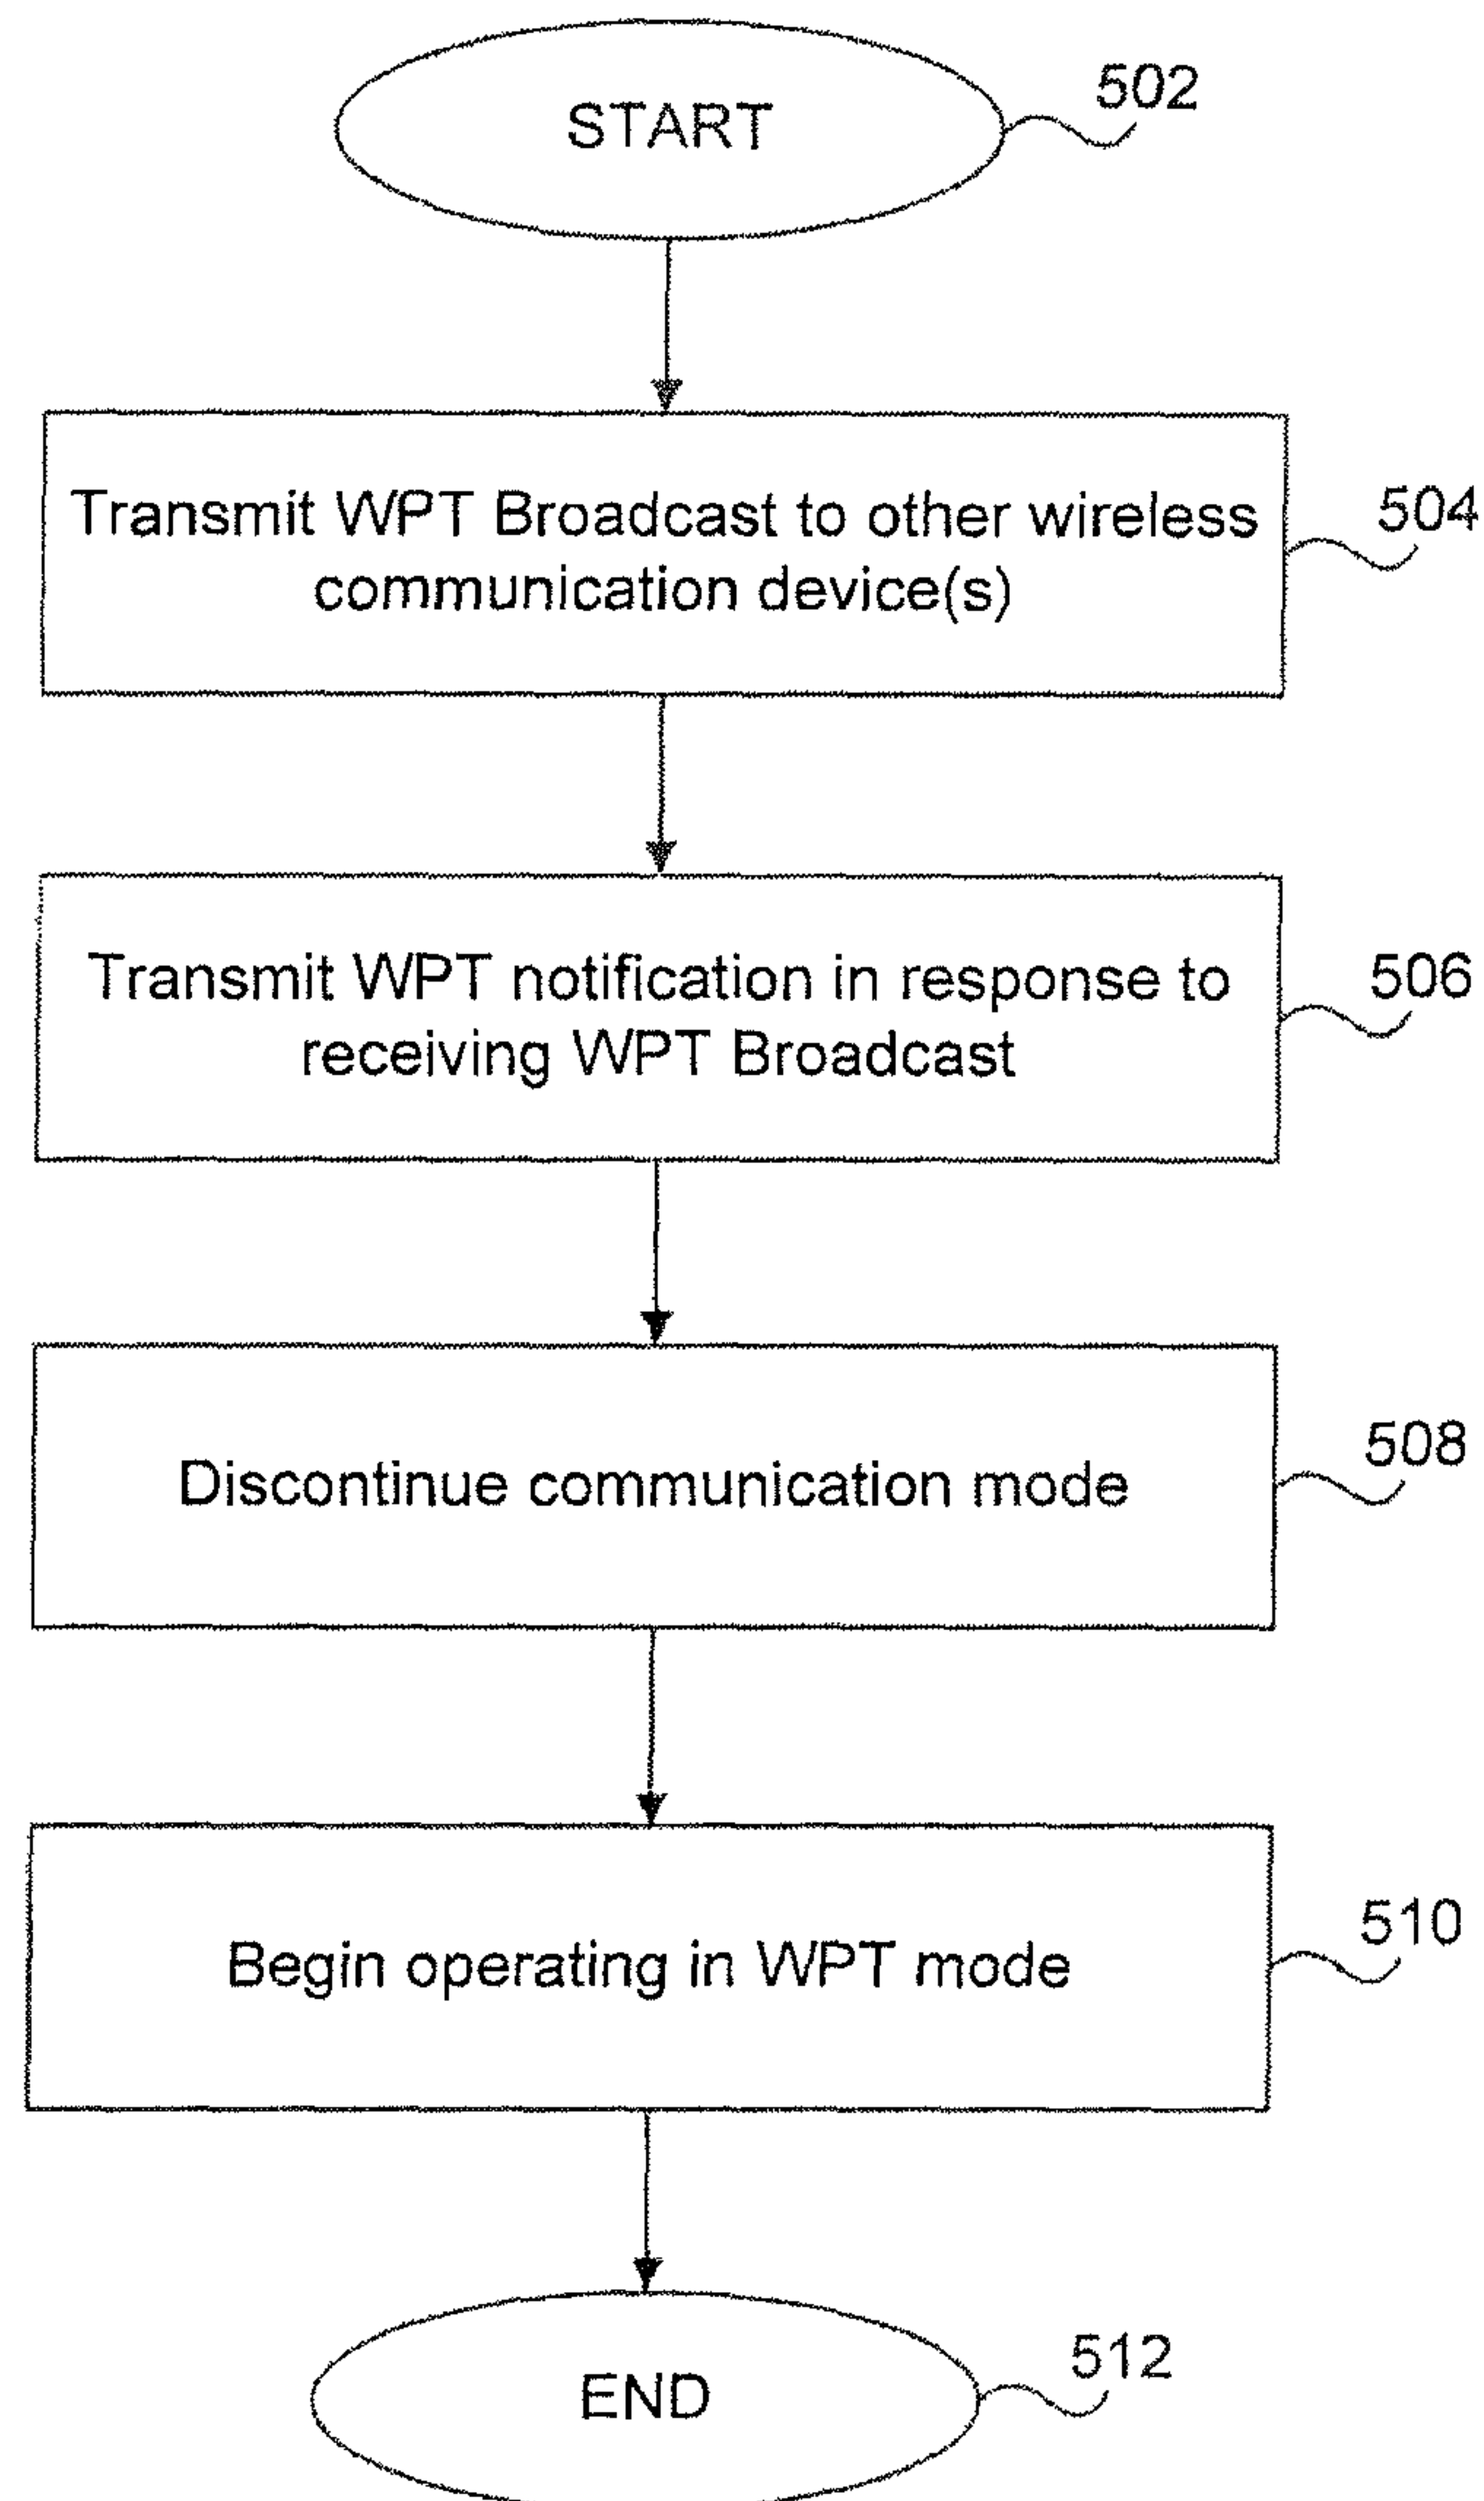 START
502
Transmit WPT Broadcast to other wireless
communication device(s)
504
Transmit WPT notification in response to
receiving WPT Broadcast
506
Discontinue communication mode
508
Begin operating in WPT mode
510
END
512